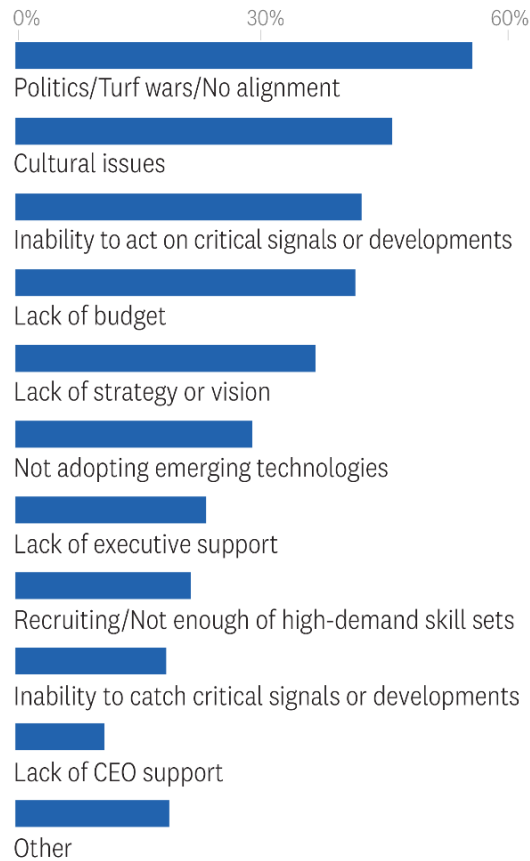 0% 30% 60%
Politics/Turf wars/No alignment
Cultural issues
Inability to act on critical signals or developments
Lack of budget
Lack of strategy or vision
Not adopting emerging technologies
Lack of executive support
Recruiting/Not enough of high-demand skill sets
Inability to catch critical signals or developments
Lack of CEO support
Other